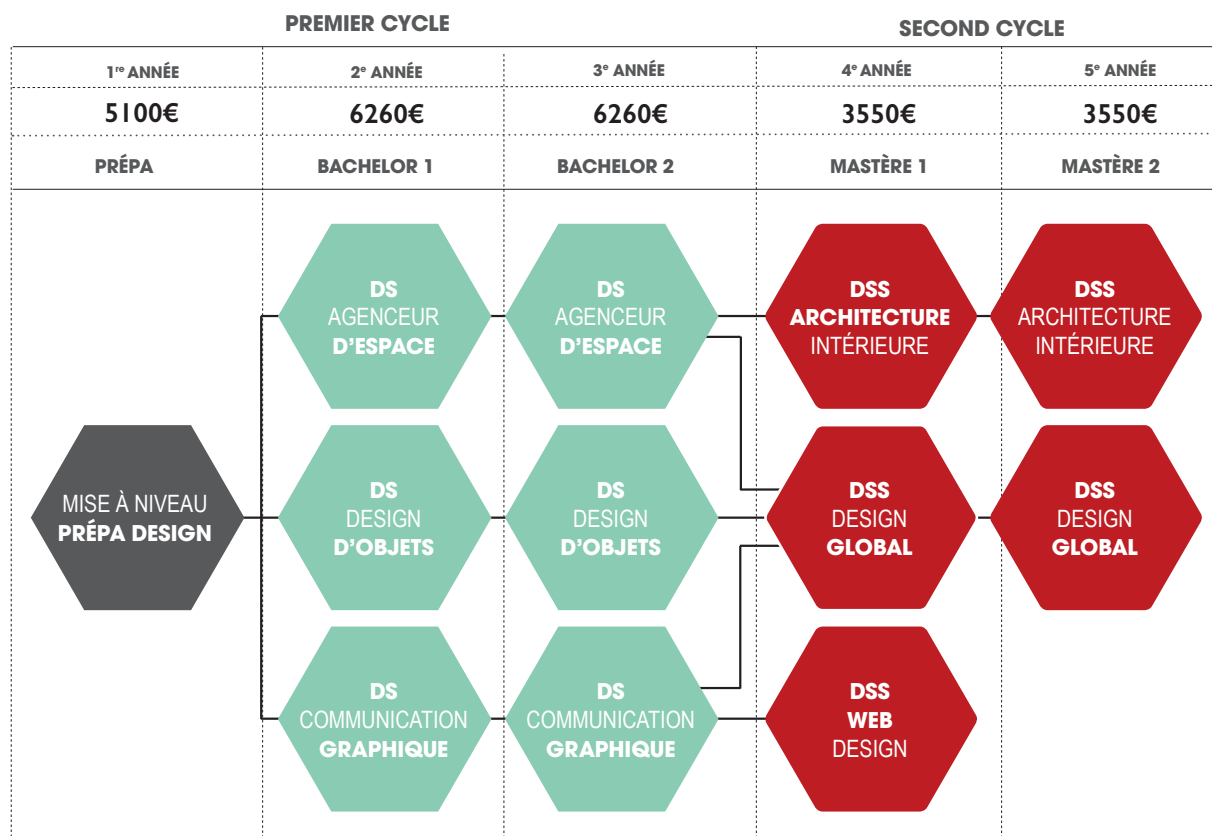 PREMIER CYCLE
SECOND CYCLE
1re ANNÉE
2e ANNÉE
3e ANNÉE
4e ANNÉE
5e ANNÉE
5100€
6260€
6260€
3550€
3550€
PRÉPA
BACHELOR 1
BACHELOR 2
MASTÈRE 1
MASTÈRE 2
DS
AGENCEUR
D'ESPACE
DS
AGENCEUR
D'ESPACE
DSS
ARCHITECTURE
INTÉRIEURE
DSS
ARCHITECTURE
INTÉRIEURE
MISE À NIVEAU
PRÉPA DESIGN
DS
DESIGN
D'OBJETS
DS
DESIGN
D'OBJETS
DSS
DESIGN
GLOBAL
DSS
DESIGN
GLOBAL
DS
COMMUNICATION
GRAPHIQUE
DS
COMMUNICATION
GRAPHIQUE
DSS
WEB
DESIGN